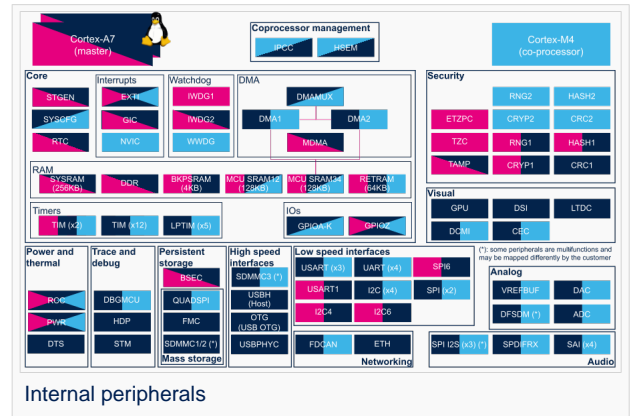 Cortex-A7
(master)
Coprocessor management
IPCC
HSEM
Cortex-M4
(co-processor)
Core
STGEN
SYSCFG
RTC
Interrupts
EXTI
GIC
NVIC
Watchdog
IWDG1
IWDG2
WWDG
DMA
DMAMUX
DMA1
DMA2
MDMA
Security
RNG2
HASH2
ETZPC
CRYP2
CRC2
TZC
RNG1
HASH1
TAMP
CRYP1
CRC1
RAM
SYSRAM
(256KB)
DDR
BKPSRAM
(4KB)
MCU SRAM12
(128KB)
MCU SRAM34
(128KB)
RETRAM
(64KB)
Timers
TIM (x2)
TIM (x12)
LPTIM (x5)
IOs
GPIOA-K
GPIOZ
Visual
GPU
DSI
LTDC
DCMI
CEC
(*): some peripherals are multifunctions and
may be mapped differently by the customer
Power and
thermal
RCC
PWR
DTS
Trace and
debug
DBGMCU
HDP
STM
Persistent
storage
BSEC
QUADSPI
FMC
SDMMC1/2 (*)
Mass storage
High speed
interfaces
SDMMC3 (*)
USBH
(Host)
OTG
(USB OTG)
USBPHYC
Low speed interfaces
USART (x3)
UART (x4)
SPI6
USART1
I2C (x4)
SPI (x2)
I2C4
I2C6
FDCAN
ETH
Networking
Analog
VREFBUF
DAC
DFSDM (*)
ADC
SPI I2S (x3) (*)
SPDIFRX
SAI (x4)
Audio
Internal peripherals